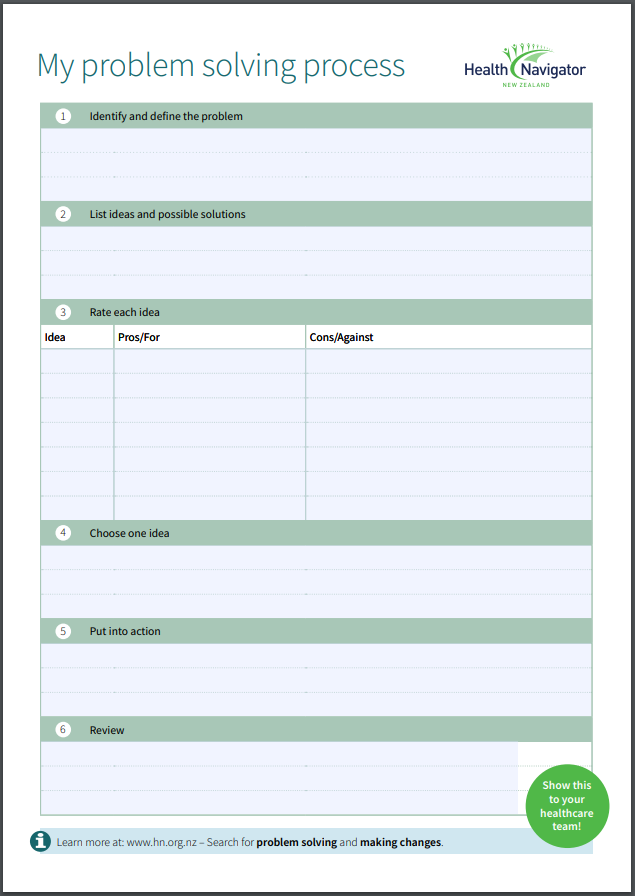 My problem solving process
Health Navigator
NEW ZEALAND
1 Identify and define the problem
2 List ideas and possible solutions
3 Rate each idea
Idea Pros/For Cons/Against
4 Choose one idea
5 Put into action
6 Review
Show this
to your
healthcare
team!
i Learn more at: www.hn.org.nz – Search for problem solving and making changes.